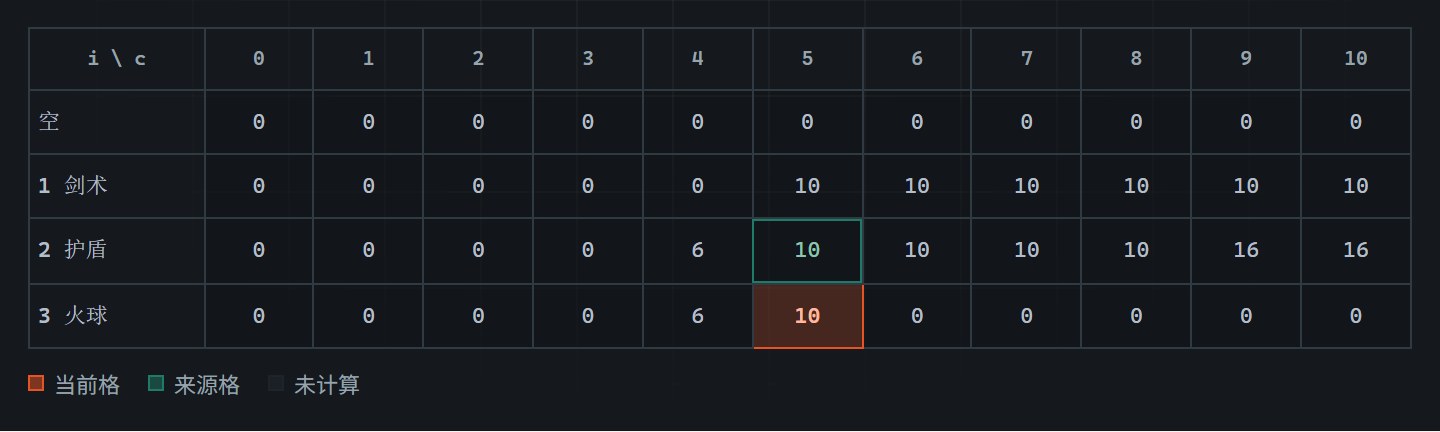 i \ c 0 1 2 3 4 5 6 7 8 9 10
空 0 0 0 0 0 0 0 0 0 0 0
1 剑术 0 0 0 0 0 10 10 10 10 10 10
2 护盾 0 0 0 0 6 10 10 10 10 16 16
3 火球 0 0 0 0 6 10 0 0 0 0 0
当前格 来源格 未计算